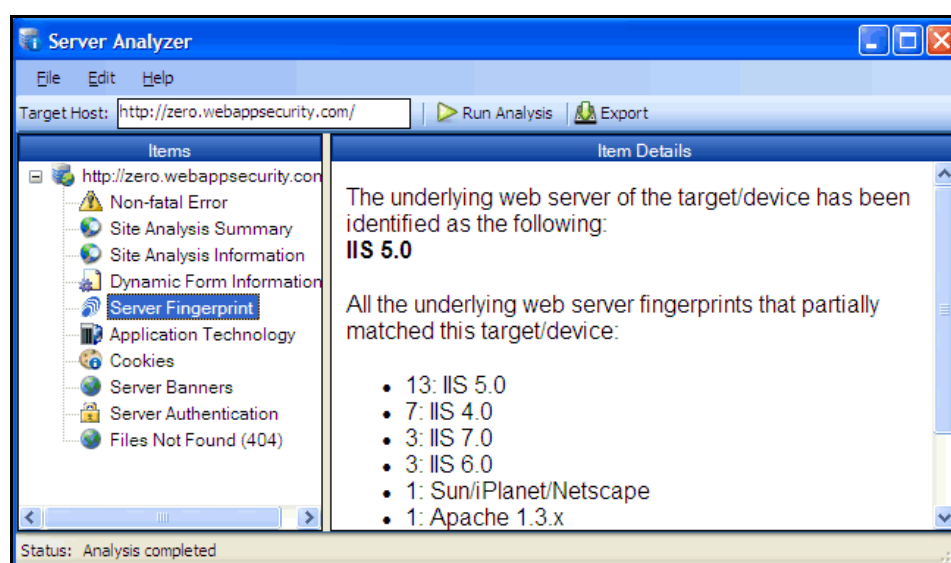 Server Analyzer
File Edit Help
Target Host: http://zero.webappsecurity.com/ Run Analysis Export
Items
http://zero.webappsecurity.con
Non-fatal Error
Site Analysis Summary
Site Analysis Information
Dynamic Form Information
Server Fingerprint
Application Technology
Cookies
Server Banners
Server Authentication
Files Not Found (404)
Item Details
The underlying web server of the target/device has been
identified as the following:
IIS 5.0
All the underlying web server fingerprints that partially
matched this target/device:
• 13: IIS 5.0
• 7: IIS 4.0
• 3: IIS 7.0
• 3: IIS 6.0
• 1: Sun/iPlanet/Netscape
• 1: Apache 1.3.x
Status: Analysis completed